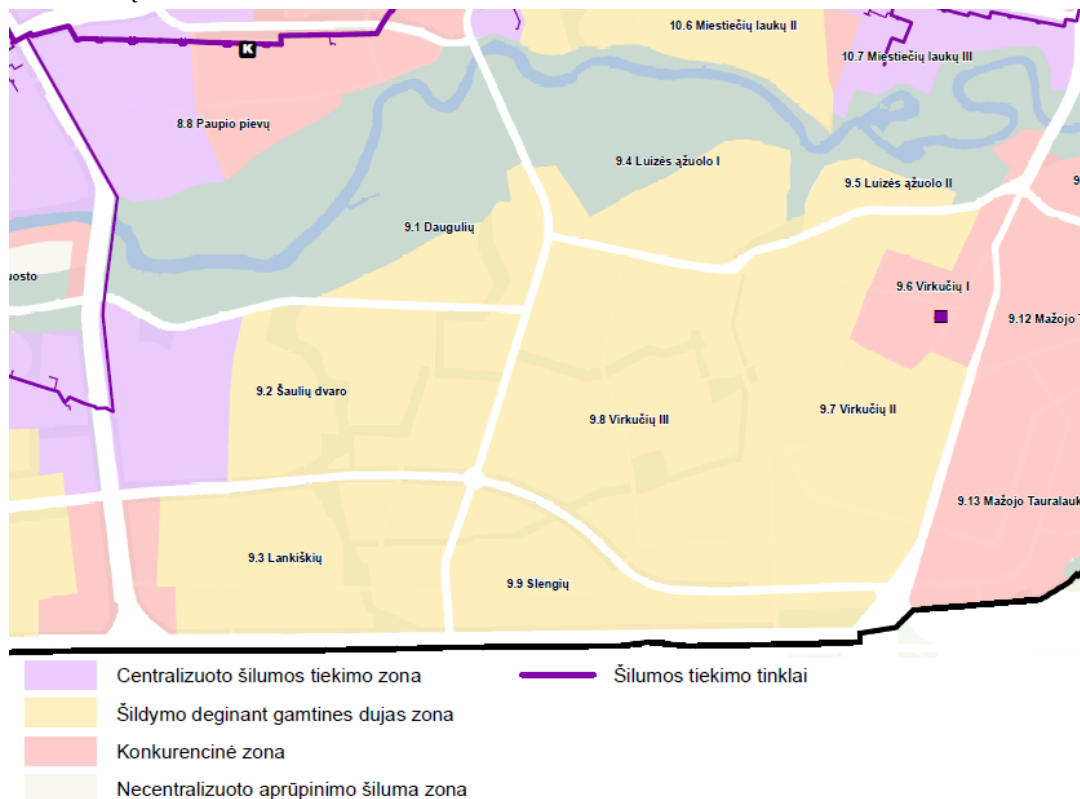 10.6 Miestiečių laukų II
K
10.7 Miestiečių laukų III
8.8 Paupio pievų
9.4 Luizės ąžuolo I
9.5 Luizės ąžuolo II
9.1 Daugulių
uosto
9.6 Virkučių I
9.12 Mažojo
9.2 Šaulių dvaro
9.8 Virkučių III
9.7 Virkučių II
9.13 Mažojo Tauralauk
9.3 Lankiškių
9.9 Slengių
Centralizuoto šilumos tiekimo zona
Šilumos tiekimo tinklai
Šildymo deginant gamtines dujas zona
Konkurencinė zona
Necentralizuoto aprūpinimo šiluma zona